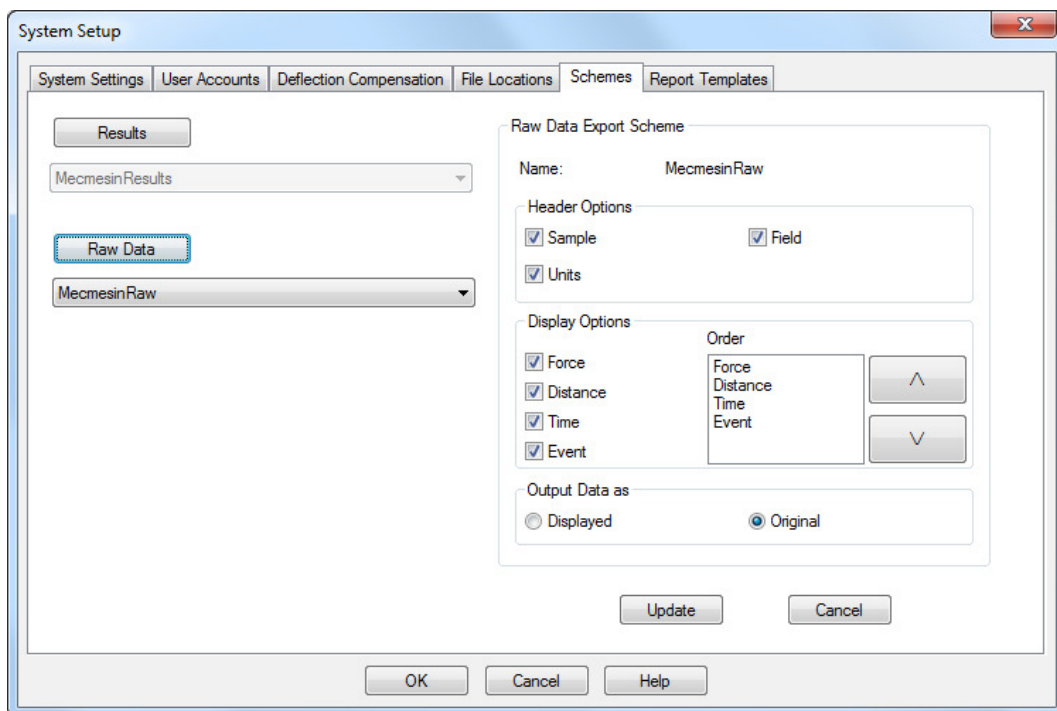 System Setup
X
System Settings User Accounts Deflection Compensation File Locations Schemes Report Templates
Results
MecmesinResults
Raw Data
MecmesinRaw
Raw Data Export Scheme
Name: MecmesinRaw
Header Options
Sample Field
Units
Display Options
Order
Force
Distance
Time
Event
Force
Distance
Time
Event
Output Data as
Displayed Original
Update Cancel
OK Cancel Help